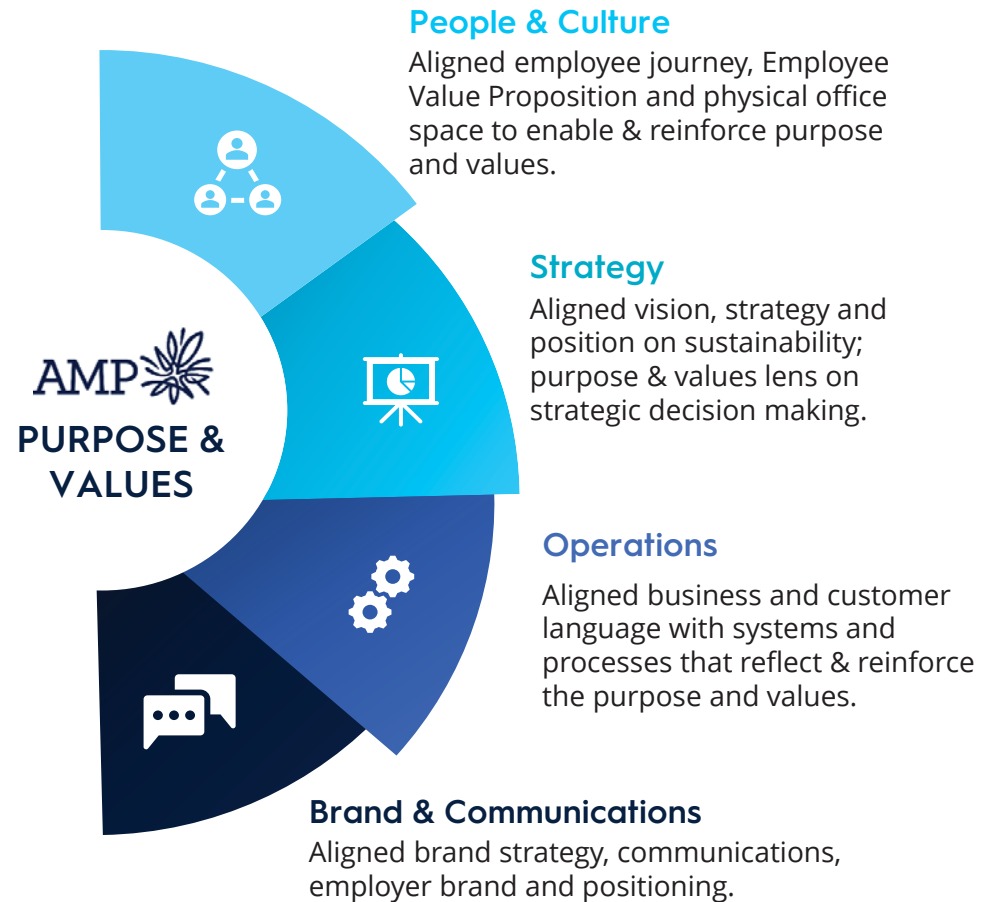 People & Culture
Aligned employee journey, Employee
Value Proposition and physical office
space to enable & reinforce purpose
and values.
Strategy
Aligned vision, strategy and
position on sustainability;
purpose & values lens on
strategic decision making.
AMP
PURPOSE &
VALUES
Operations
Aligned business and customer
language with systems and
processes that reflect & reinforce
the purpose and values.
Brand & Communications
Aligned brand strategy, communications,
employer brand and positioning.